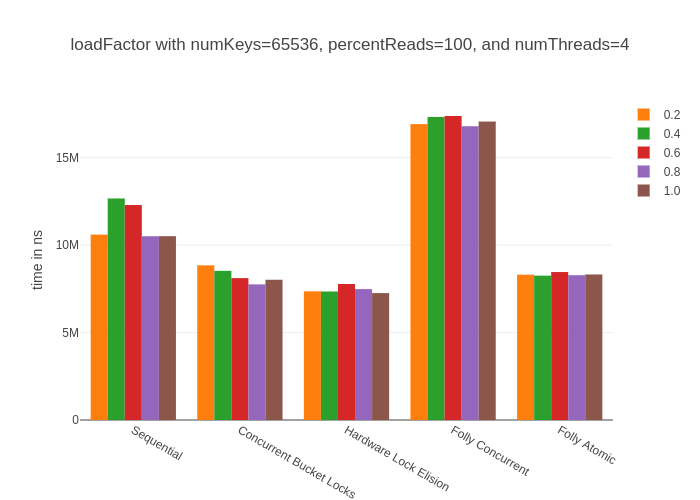 loadFactor with numKeys=65536, percentReads=100, and numThreads=4
0.2
0.4
0.6
0.8
1.0
time in ns
15M
10M
5M
0
Sequential
Concurrent Bucket Locks
Hardware Lock Elision
Folly Concurrent
Folly Atomic